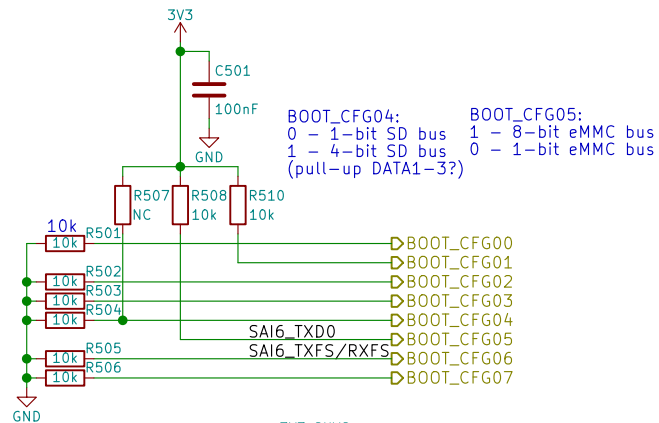 3V3
C501
100nF
GND
BOOT_CFG04:
0 - 1-bit SD bus
1 - 4-bit SD bus
(pull-up DATA1-3?)
BOOT_CFG05:
1 - 8-bit eMMC bus
0 - 1-bit eMMC bus
R507
NC
R508
10k
R510
10k
10k
R501
10k
BOOT_CFG00
BOOT_CFG01
R502
10k
BOOT_CFG02
R503
10k
BOOT_CFG03
R504
10k
BOOT_CFG04
SAI6_TXD0
BOOT_CFG05
SAI6_TXFS/RXFS
R505
10k
BOOT_CFG06
R506
10k
BOOT_CFG07
GND